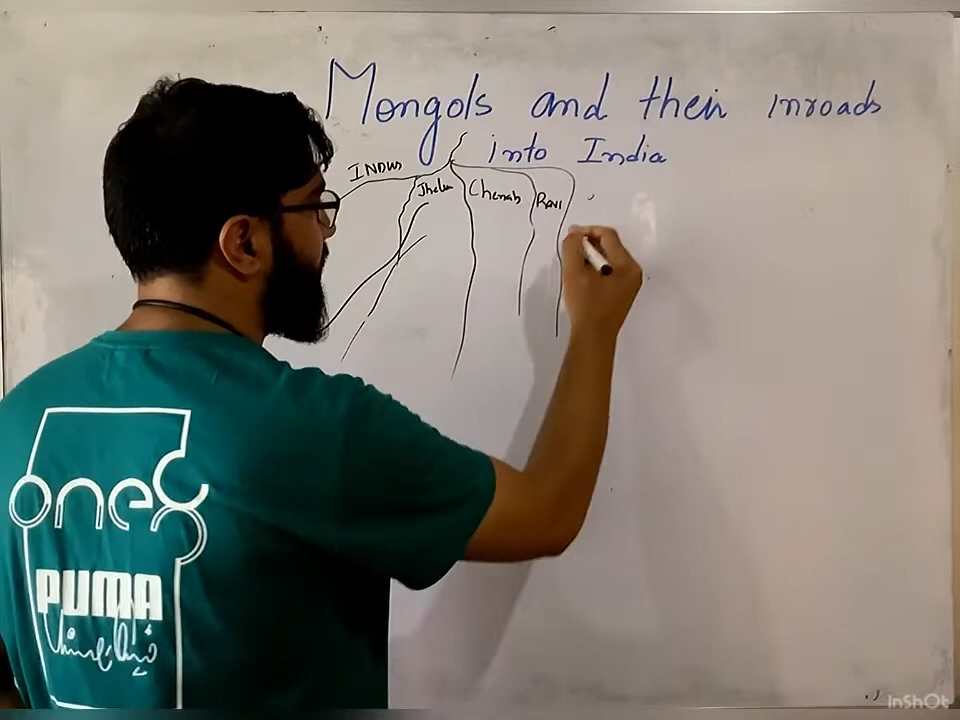 Mongols and their inroads
into India
INDUS
Jhelum
Chenab
Ravi
one8
PUMA
InShOt